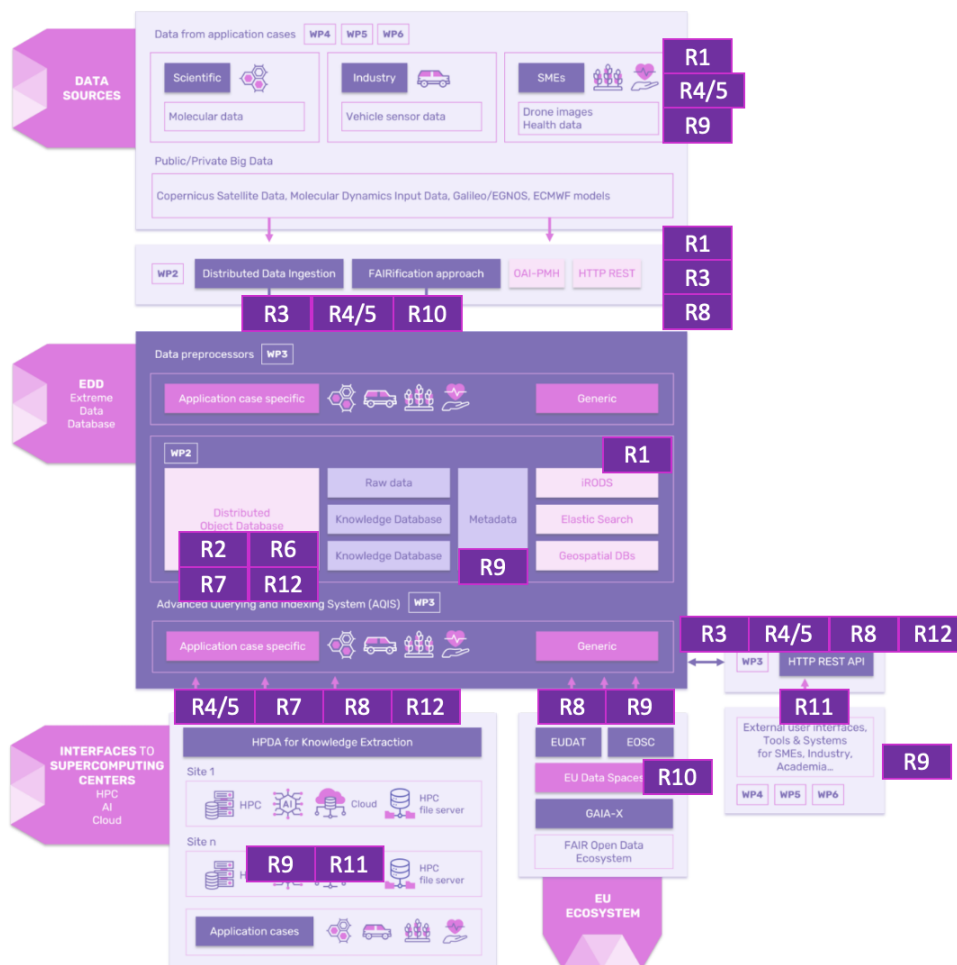 DATA
SOURCES
Data from application cases WP4 WP5 WP6
Scientific
Molecular data
Industry
Vehicle sensor data
SMEs
Drone images
Health data
R1
R4/5
R9
Public/Private Big Data
Copernicus Satellite Data, Molecular Dynamics Input Data, Galileo/EGNOS, ECMWF models
WP2 Distributed Data Ingestion FAIRification approach OAI-PMH HTTP REST
R1
R3
R8
R3 R4/5 R10
EDD
Extreme
Data
Database
Data preprocessors WP3
Application case specific Generic
WP2
R1
Distributed
Object Database
R2 R6
R7 R12
Raw data
Knowledge Database
Knowledge Database
Metadata
R9
iRODS
Elastic Search
Geospatial DBs
Advanced Querying and Indexing System (AQIS) WP3
Application case specific Generic
R3 R4/5 R8 R12
WP3 HTTP REST API
R4/5 R7 R8 R12
R8 R9
R11
INTERFACES TO
SUPERCOMPUTING
CENTERS
HPC
AI
Cloud
HPDA for Knowledge Extraction
Site 1
HPC AI Cloud HPC
file server
Site n
R9 R11
HPC
file server
Application cases
EUDAT EOSC
EU Data Spaces
R10
GAIA-X
FAIR Open Data
Ecosystem
EU
ECOSYSTEM
External user interfaces,
Tools & Systems
for SMEs, Industry,
Academia...
R9
WP4 WP5 WP6